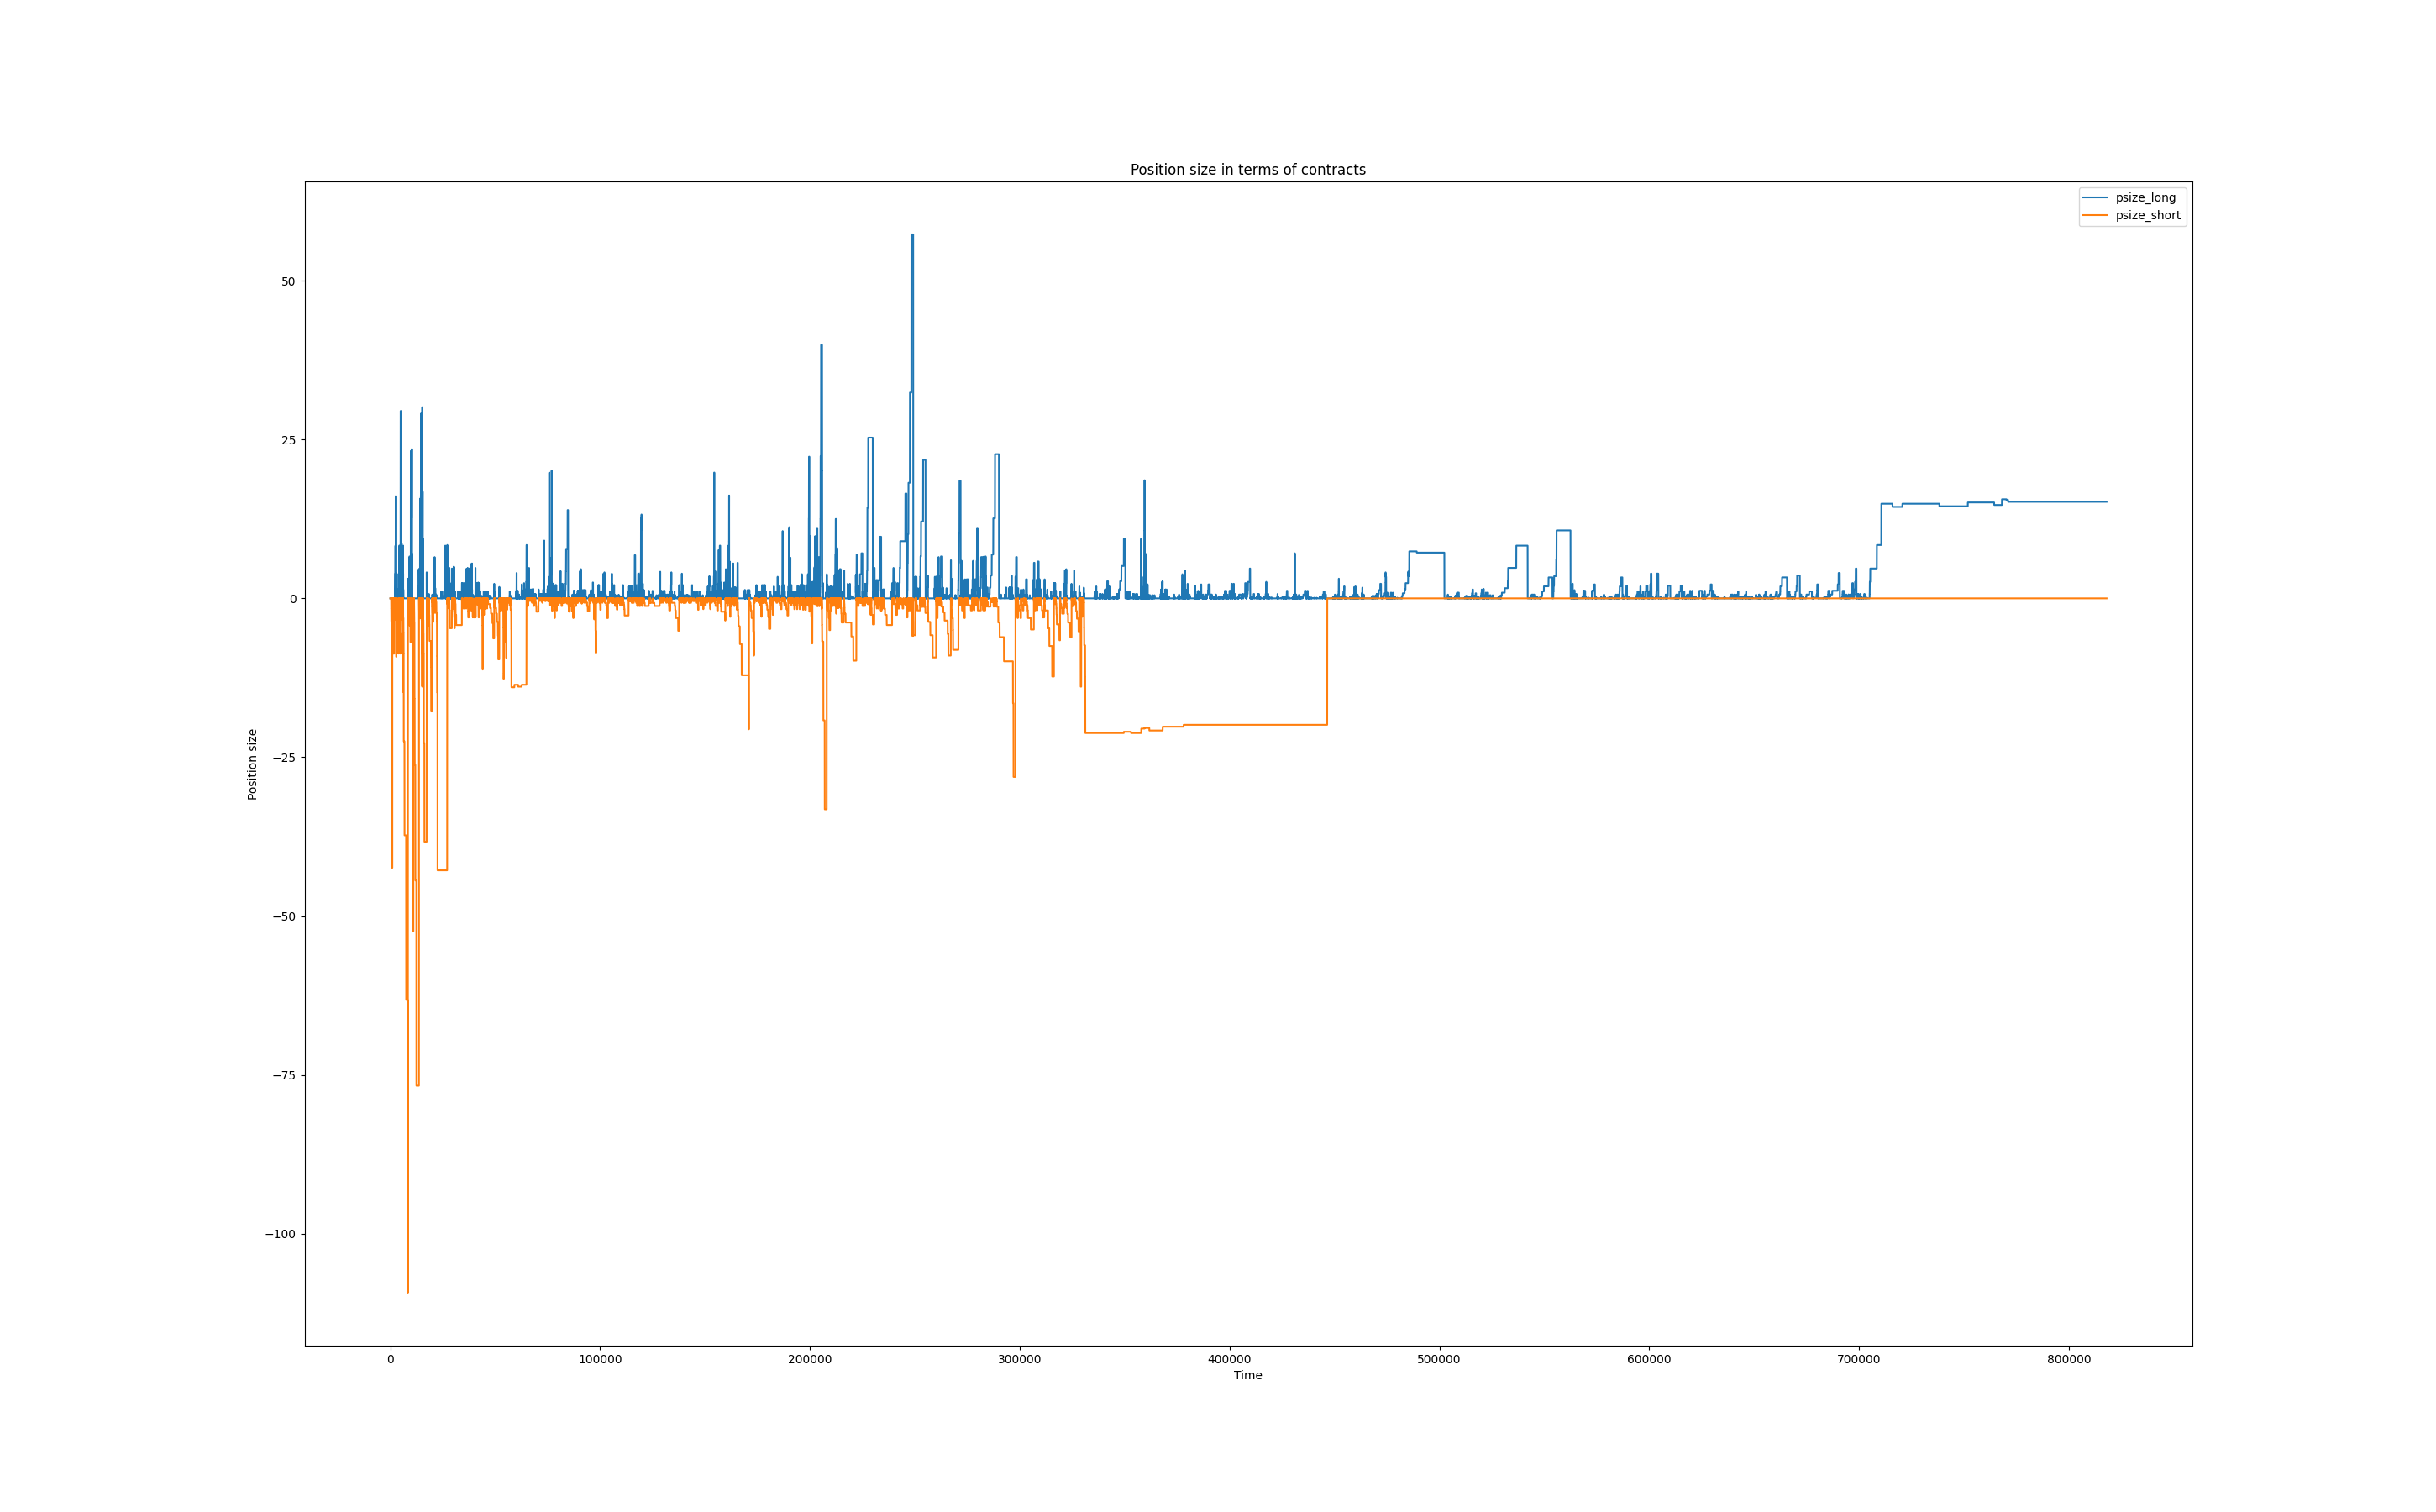 Position size in terms of contracts
psize_long
psize_short
50
25
0
−25
−50
−75
−100
Position size
0 100000 200000 300000 400000 500000 600000 700000 800000
Time